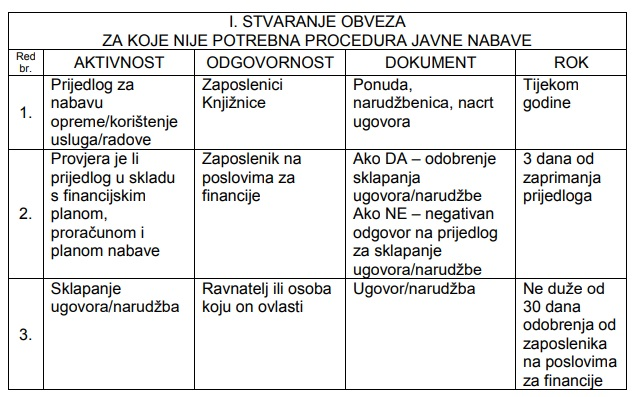 I. STVARANJE OBVEZA
ZA KOJE NIJE POTREBNA PROCEDURA JAVNE NABAVE
Red
br.
AKTIVNOST
ODGOVORNOST
DOKUMENT
ROK
1.
Prijedlog za
nabavu
opreme/korištenje
usluga/radove
Zaposlenici
Knjižnice
Ponuda,
narudžbenica, nacrt
ugovora
Tijekom
godine
2.
Provjera je li
prijedlog u skladu
s financijskim
planom,
proračunom i
planom nabave
Zaposlenik na
poslovima za
financije
Ako DA – odobrenje
sklapanja
ugovora/narudžbe
Ako NE – negativan
odgovor na prijedlog
za sklapanje
ugovora/narudžbe
3 dana od
zaprimanja
prijedloga
3.
Sklapanje
ugovora/narudžba
Ravnatelj ili osoba
koju on ovlasti
Ugovor/narudžba
Ne duže od
30 dana
odobrenja od
zaposlenika
na poslovima
za financije